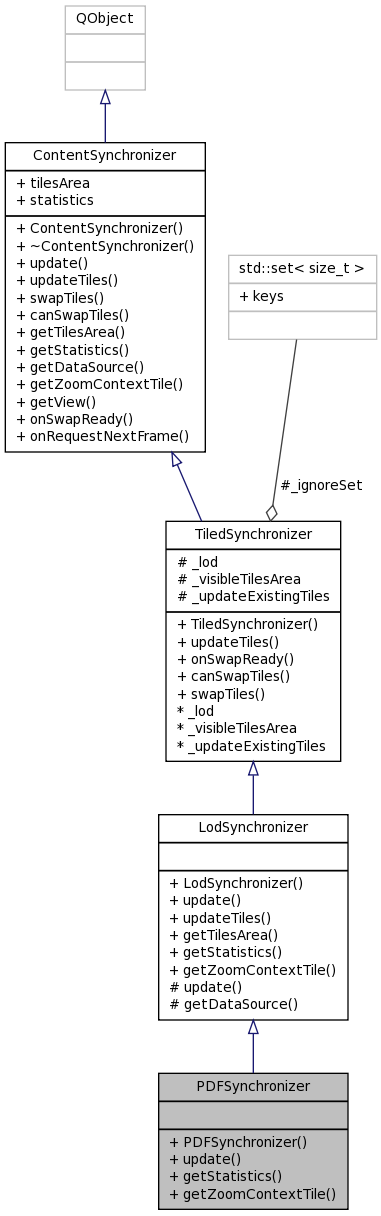 QObject
ContentSynchronizer
+ tilesArea
+ statistics
+ ContentSynchronizer()
+ ~ContentSynchronizer()
+ update()
+ updateTiles()
+ swapTiles()
+ canSwapTiles()
+ getTilesArea()
+ getStatistics()
+ getDataSource()
+ getZoomContextTile()
+ getView()
+ onSwapReady()
+ onRequestNextFrame()
std::set< size_t >
+ keys
#_ignoreSet
TiledSynchronizer
# _lod
# _visibleTilesArea
# _updateExistingTiles
+ TiledSynchronizer()
+ updateTiles()
+ onSwapReady()
+ canSwapTiles()
+ swapTiles()
* _lod
* _visibleTilesArea
* _updateExistingTiles
LodSynchronizer
+ LodSynchronizer()
+ update()
+ updateTiles()
+ getTilesArea()
+ getStatistics()
+ getZoomContextTile()
# update()
# getDataSource()
PDFSynchronizer
+ PDFSynchronizer()
+ update()
+ getStatistics()
+ getZoomContextTile()